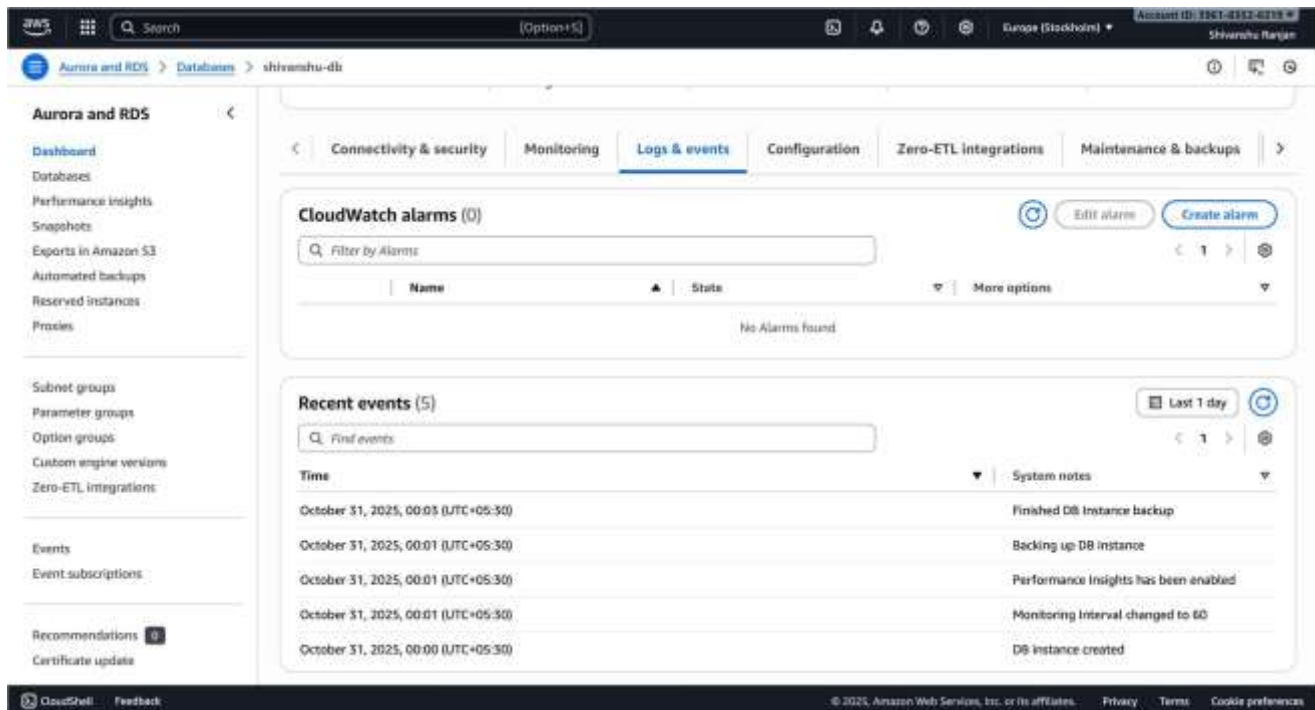 aws
Search [Option+S] Europe (Stockholm)
Shivanshu Ranjan
Aurora and RDS > Databases > shivanshu-db
Aurora and RDS
Dashboard
Databases
Performance insights
Snapshots
Exports in Amazon S3
Automated backups
Reserved instances
Proxies
Subnet groups
Parameter groups
Option groups
Custom engine versions
Zero-ETL integrations
Events
Event subscriptions
Recommendations 0
Certificate update
Connectivity & security Monitoring Logs & events Configuration Zero-ETL integrations Maintenance & backups
CloudWatch alarms (0) Edit alarm Create alarm
Filter by Alarms 1
Name State More options
No Alarms found
Recent events (5) Last 1 day
Find events 1
Time System notes
October 31, 2025, 00:03 (UTC+05:30) Finished DB Instance backup
October 31, 2025, 00:01 (UTC+05:30) Backing up DB instance
October 31, 2025, 00:01 (UTC+05:30) Performance Insights has been enabled
October 31, 2025, 00:01 (UTC+05:30) Monitoring Interval changed to 60
October 31, 2025, 00:00 (UTC+05:30) DB instance created
CloudShell Feedback © 2025, Amazon Web Services, Inc. or its affiliates. Privacy Terms Cookie preferences